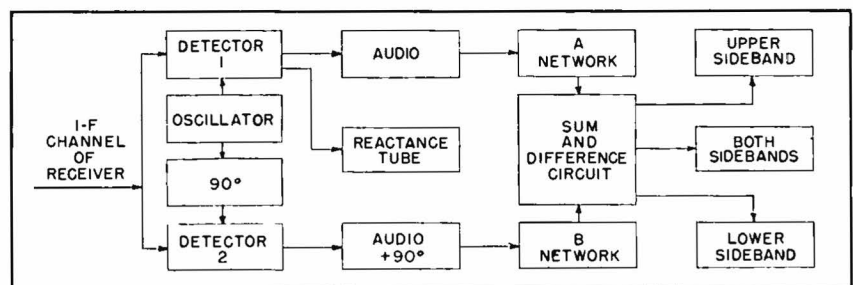 DETECTOR
1
AUDIO
A
NETWORK
UPPER
SIDEBAND
I-F
CHANNEL
OF
RECEIVER
OSCILLATOR
REACTANCE
TUBE
SUM
AND
DIFFERENCE
CIRCUIT
BOTH
SIDEBANDS
90°
DETECTOR
2
AUDIO
+90°
B
NETWORK
LOWER
SIDEBAND